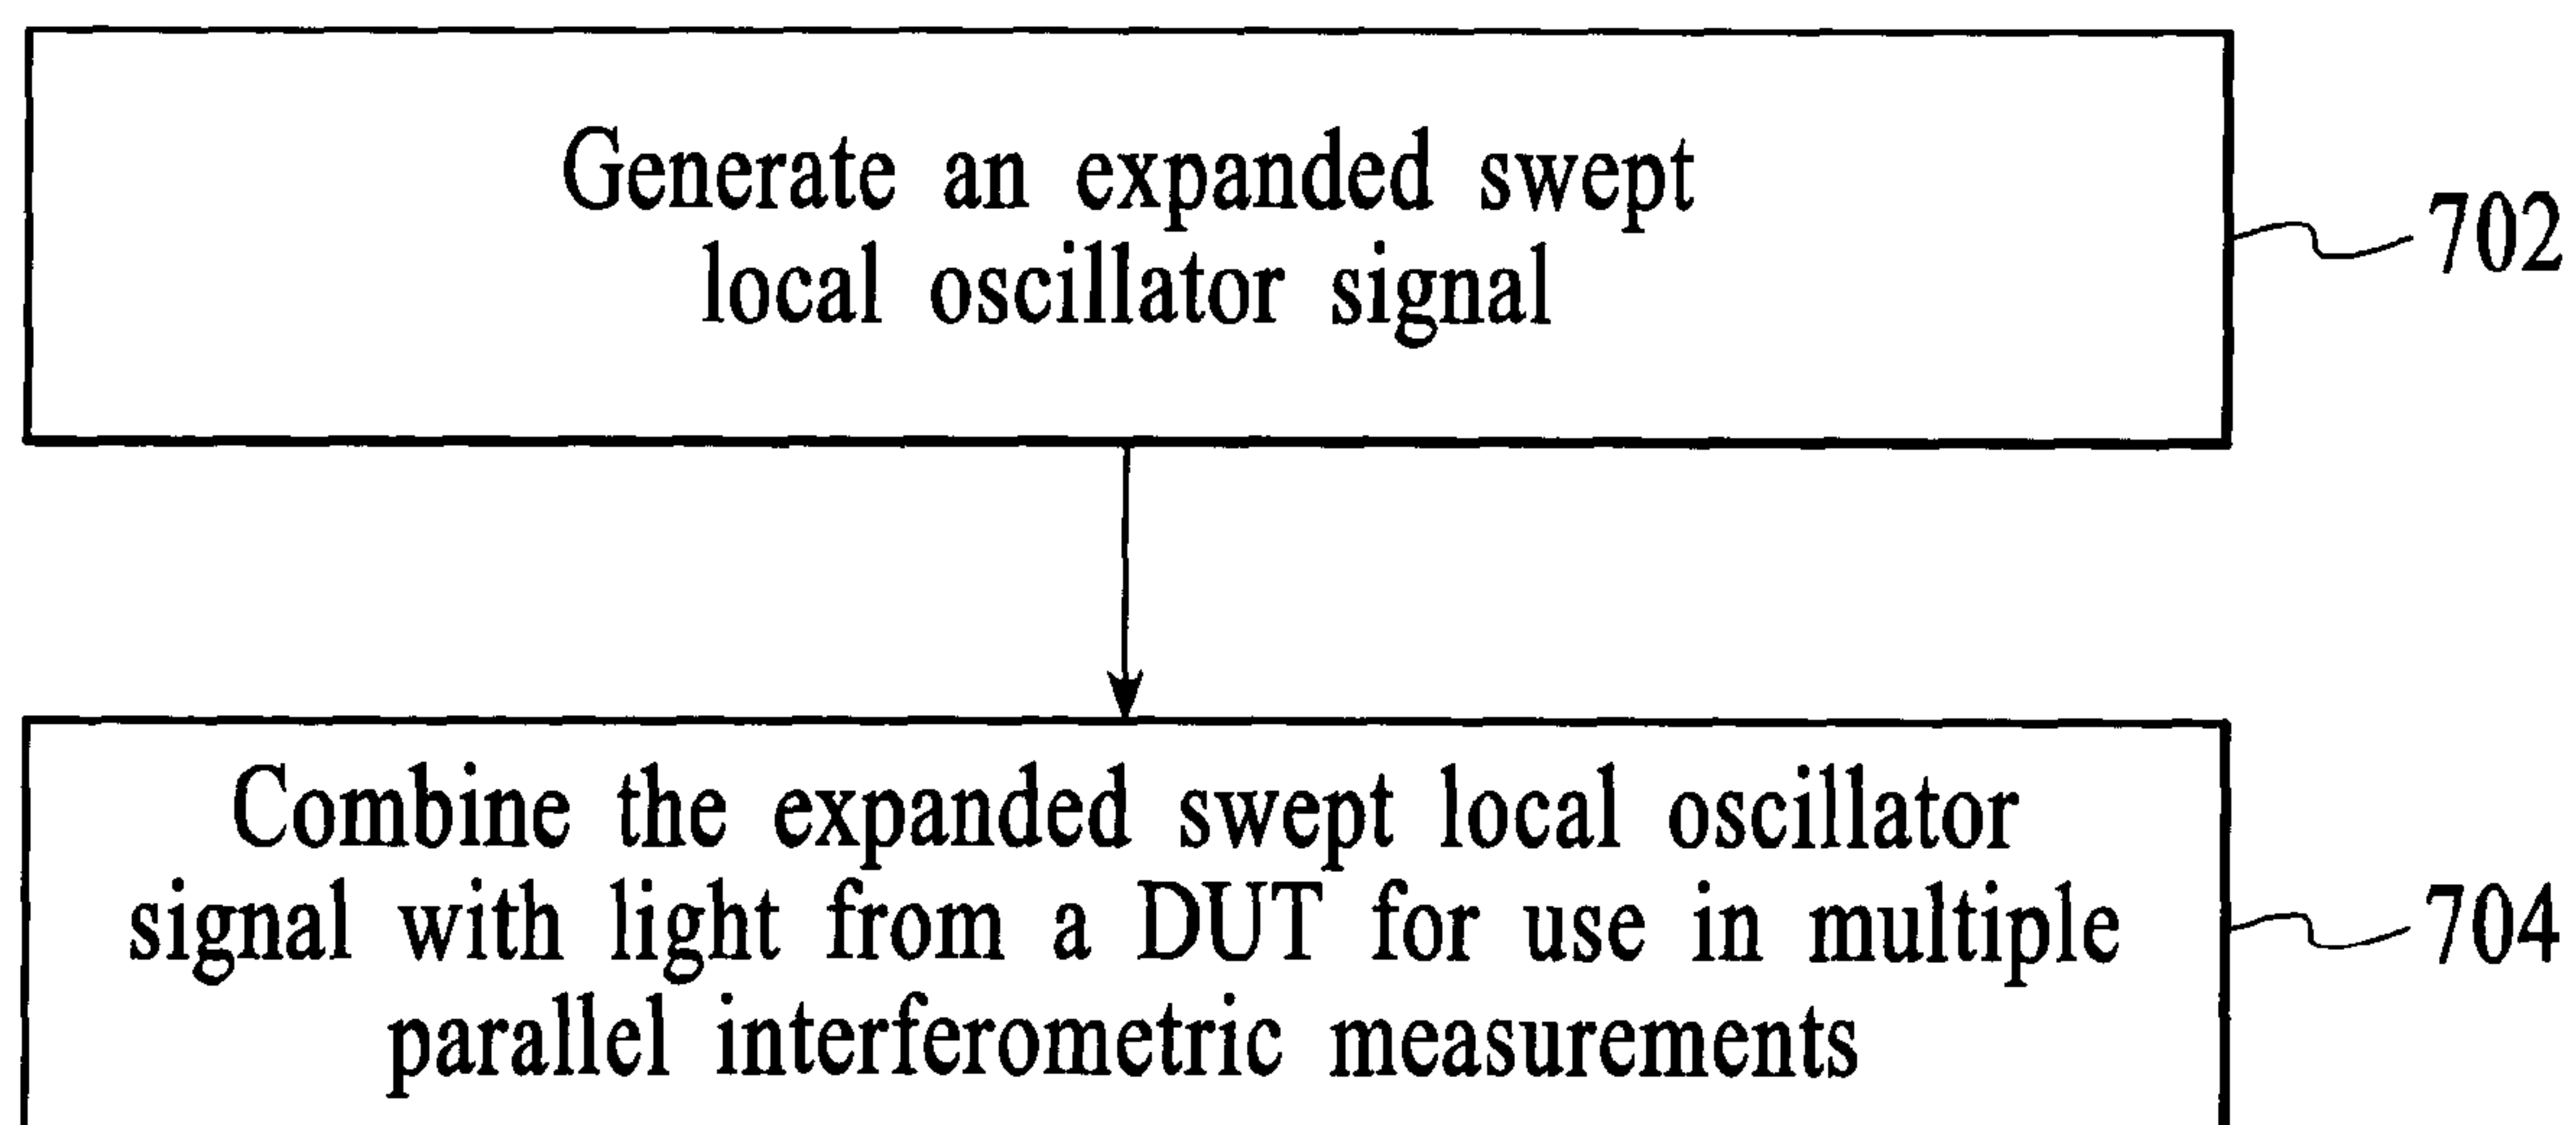 Generate an expanded swept
local oscillator signal
702
Combine the expanded swept local oscillator
signal with light from a DUT for use in multiple
parallel interferometric measurements
704